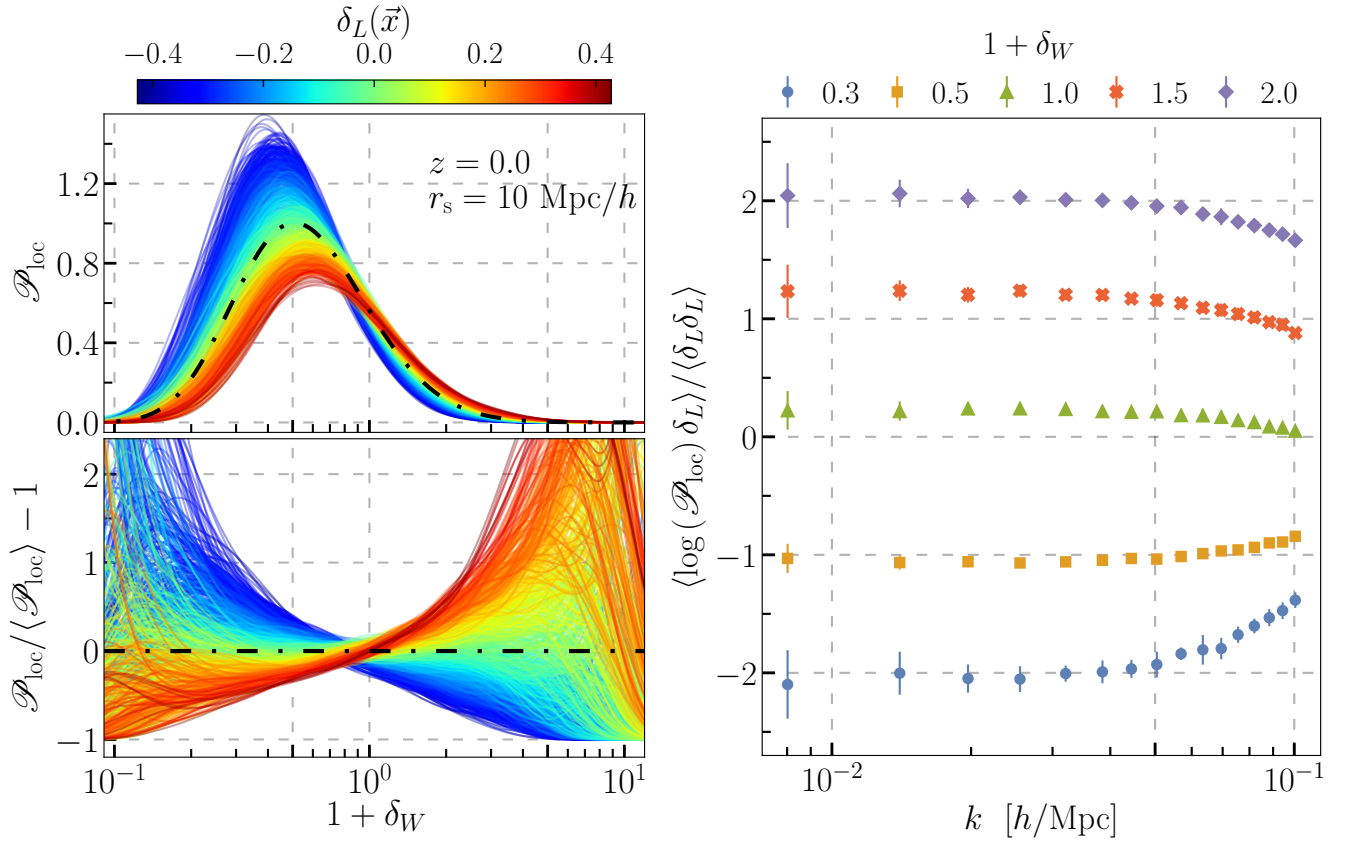 δ_L(x⃗)
−0.4 −0.2 0.0 0.2 0.4
z = 0.0
r_s = 10 Mpc/h
𝒫_loc
1.2
0.8
0.4
0.0
𝒫_loc/⟨𝒫_loc⟩ − 1
2
1
0
−1
10^{−1} 10^0 10^1
1 + δ_W
1 + δ_W
0.3 0.5 1.0 1.5 2.0
⟨log (𝒫_loc) δ_L⟩/⟨δ_L δ_L⟩
2
1
0
−1
−2
10^{−2} 10^{−1}
k [h/Mpc]